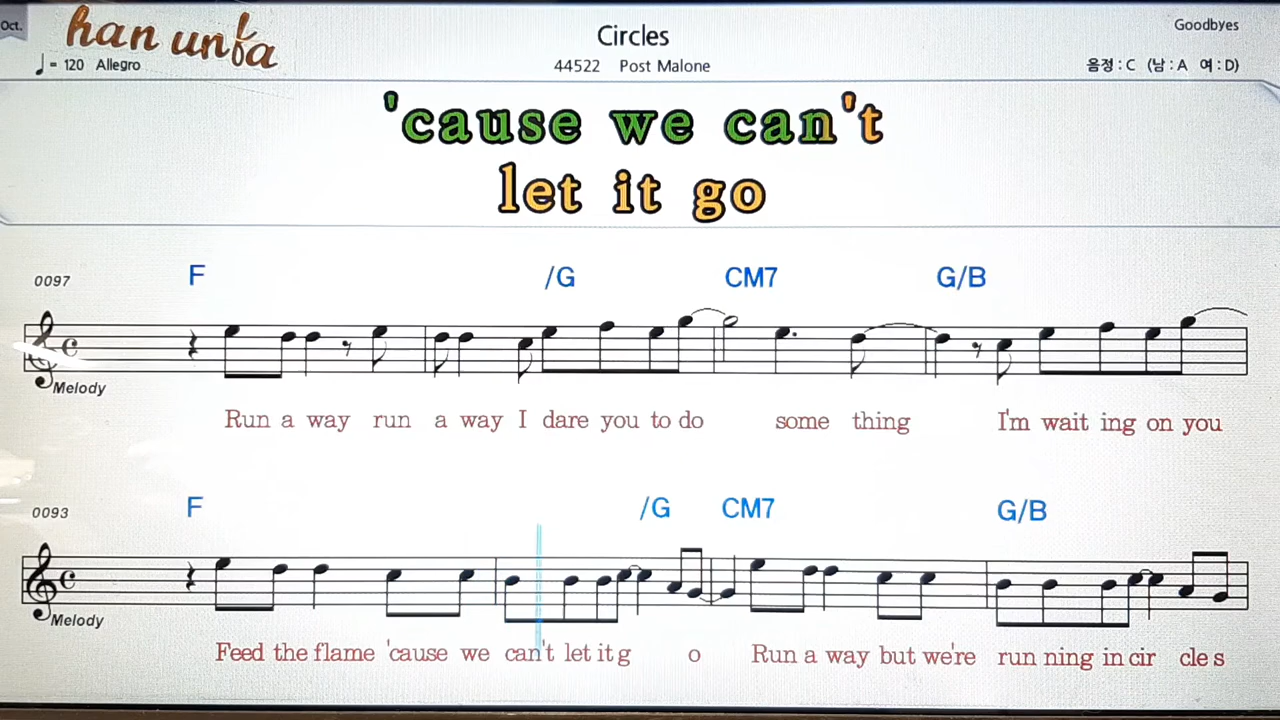 Oct.
han unfa
Circles
Goodbyes
♩= 120 Allegro
44522 Post Malone
음정 : C (남 : A 여 : D)
'cause we can't
let it go
0097
F /G CM7 G/B
Melody
Run a way run a way I dare you to do some thing I'm wait ing on you
0093
F /G CM7 G/B
Melody
Feed the flame 'cause we can't let it g o Run a way but we're run ning in cir cle s